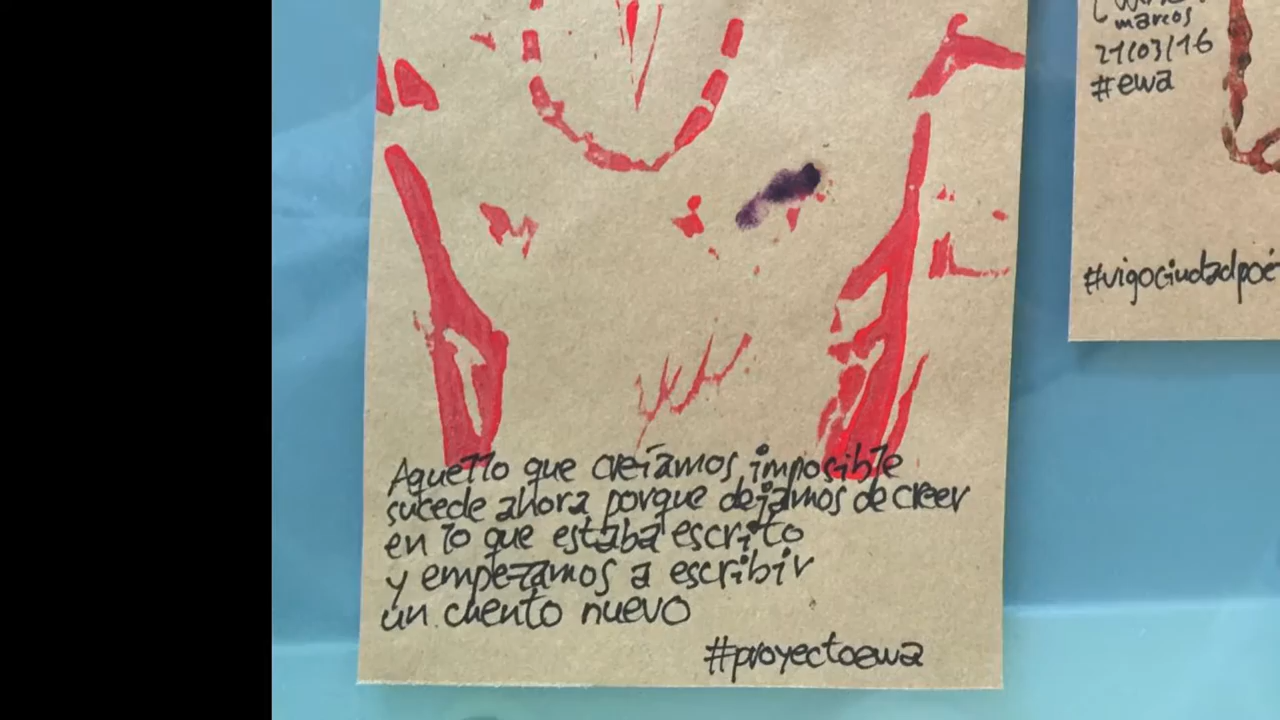 Aquello que creíamos imposible
sucede ahora porque dejamos de creer
en lo que estaba escrito
y empezamos a escribir
un cuento nuevo
#proyectoewa
marcos
21/03/16
#ewa
#vigociudadpoé